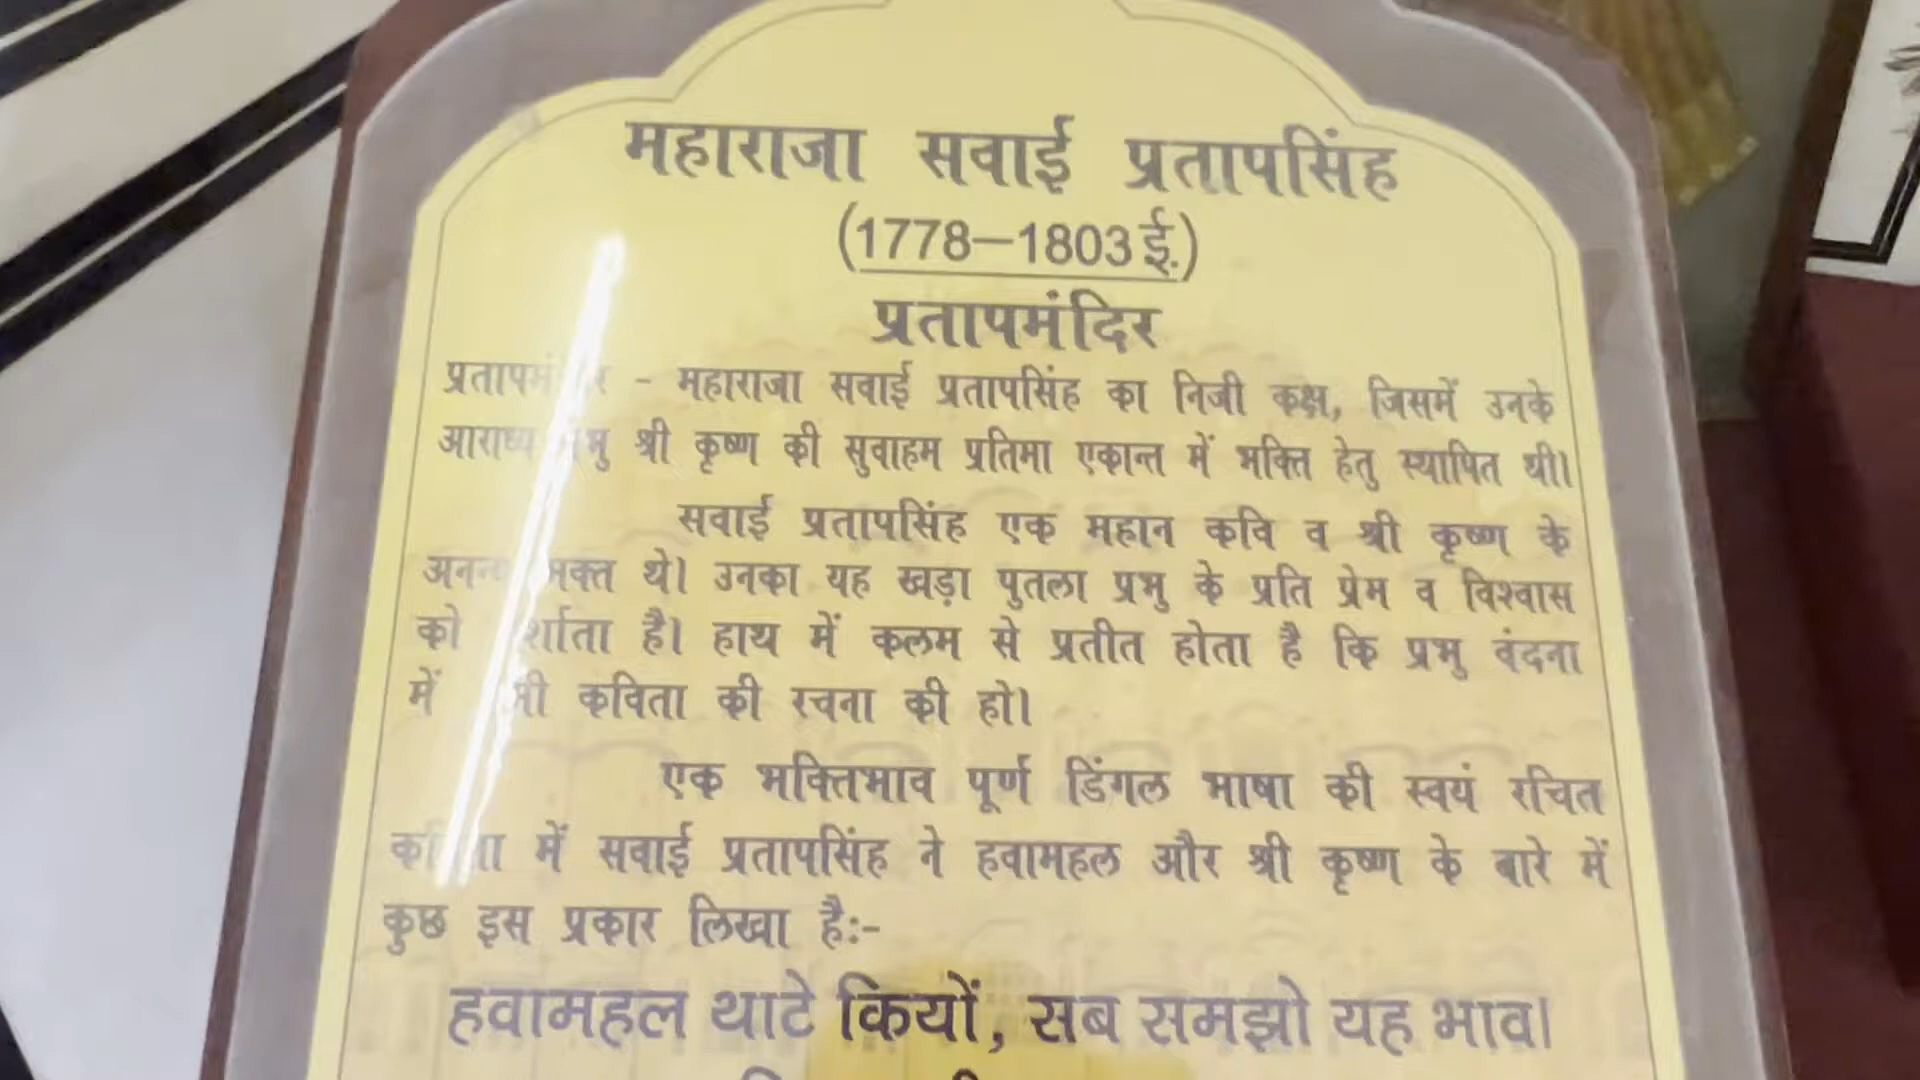 महाराजा सवाई प्रतापसिंह
(1778–1803 ई.)
प्रतापमंदिर
- महाराजा सवाई प्रतापसिंह का निजी कक्ष, जिसमें उनके
आराध्य श्री कृष्ण की सुवाहम प्रतिमा एकान्त में भक्ति हेतु स्थापित थी।
सवाई प्रतापसिंह एक महान कवि व श्री कृष्ण के
अनन्य भक्त थे। उनका यह खड़ा पुतला प्रभु के प्रति प्रेम व विश्वास
को है। हाथ में कलम से प्रतीत होता है कि प्रभु वंदना
में कविता की रचना की हो।
एक भक्तिभाव पूर्ण डिंगल भाषा की स्वयं रचित
में सवाई प्रतापसिंह ने हवामहल और श्री कृष्ण के बारे में
कुछ इस प्रकार लिखा है:-
हवामहल थाटे कियों, सब समझो यह भाव।